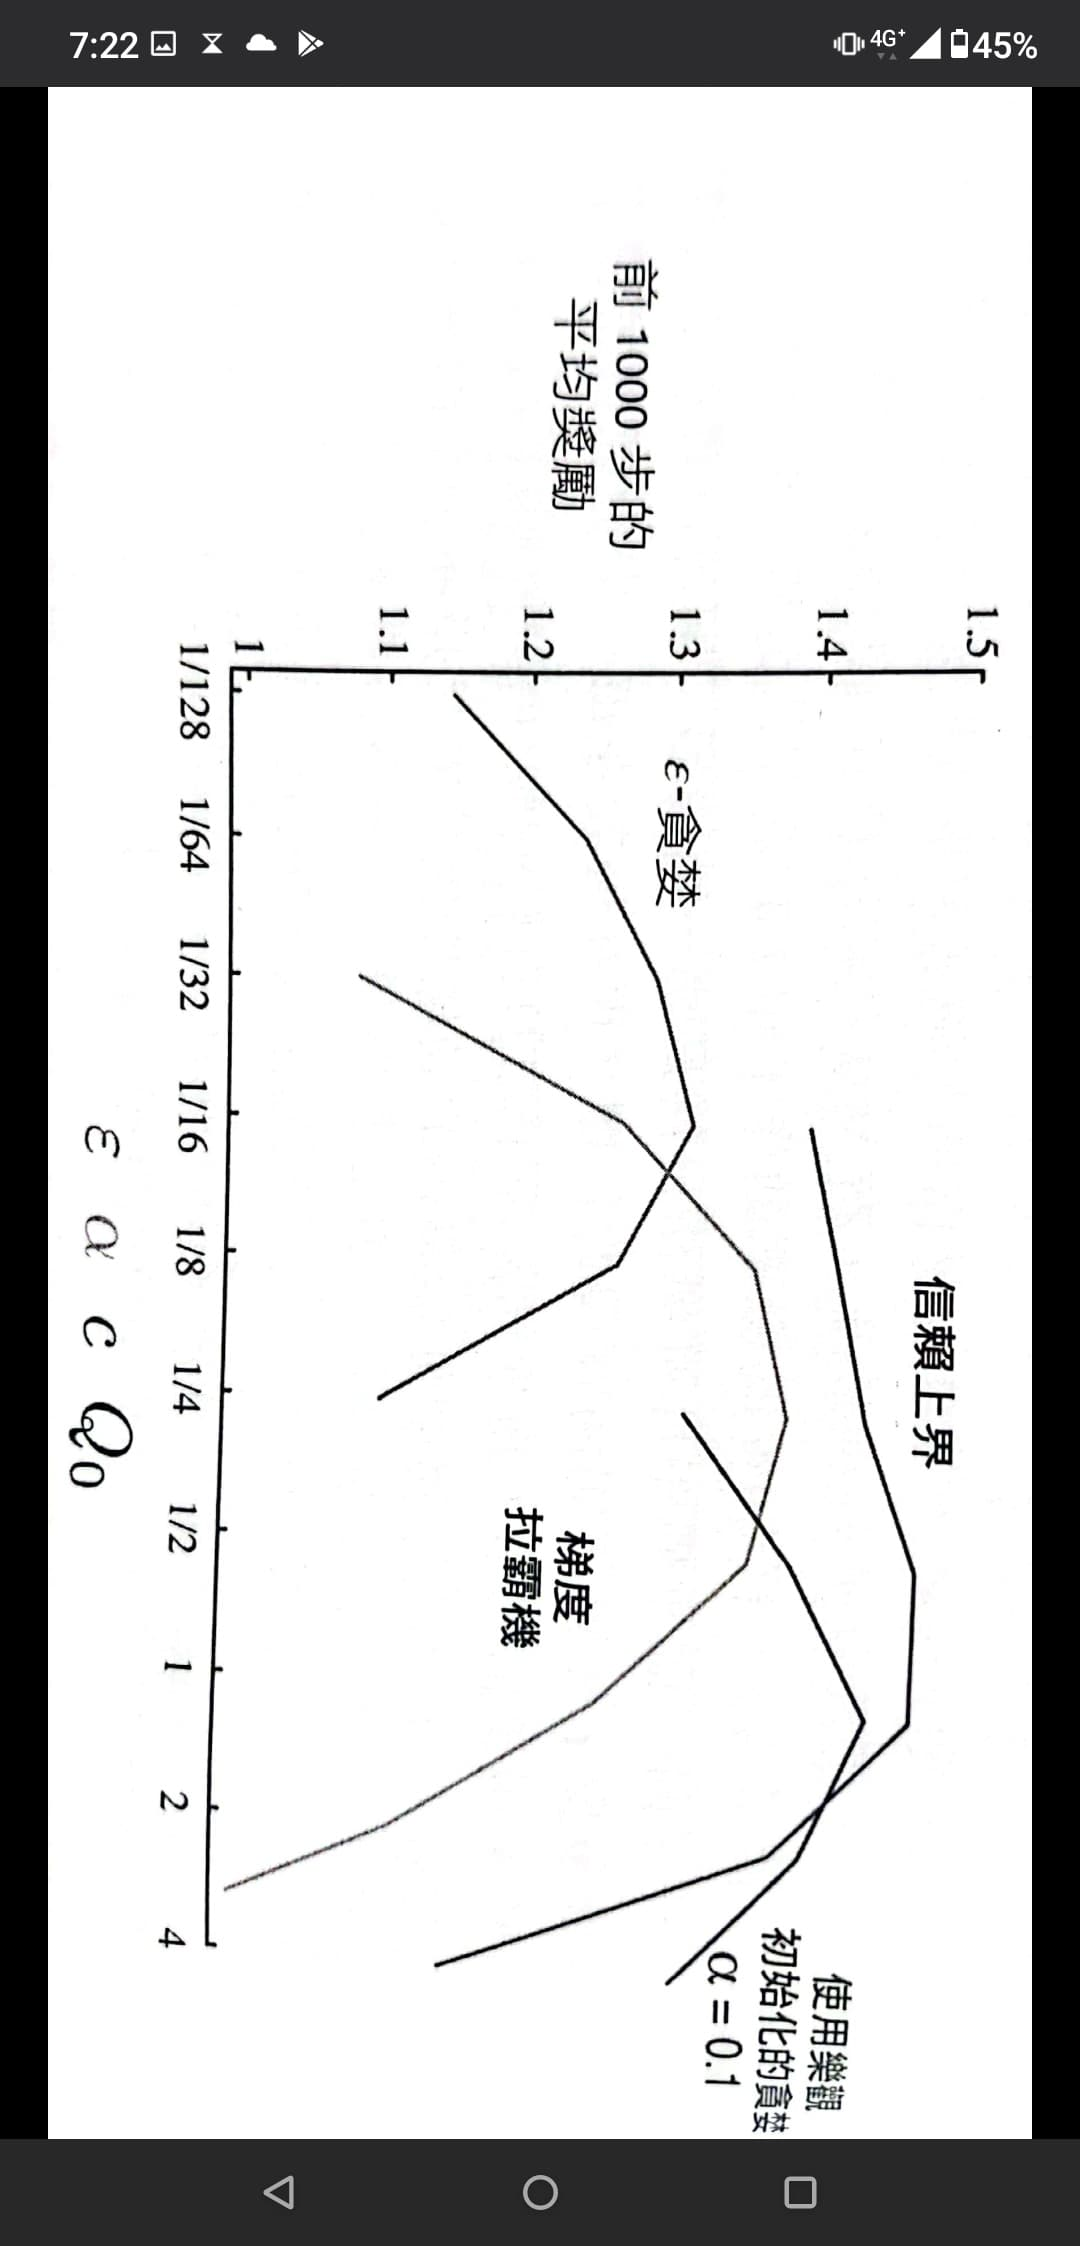 7:22
4G+
45%
前 1000 步的
平均獎勵
1.5
1.4
1.3
1.2
1.1
1
ε-貪婪
信賴上界
梯度
拉霸機
使用樂觀
初始化的貪婪
α = 0.1
1/128 1/64 1/32 1/16 1/8 1/4 1/2 1 2 4
ε α c Q0